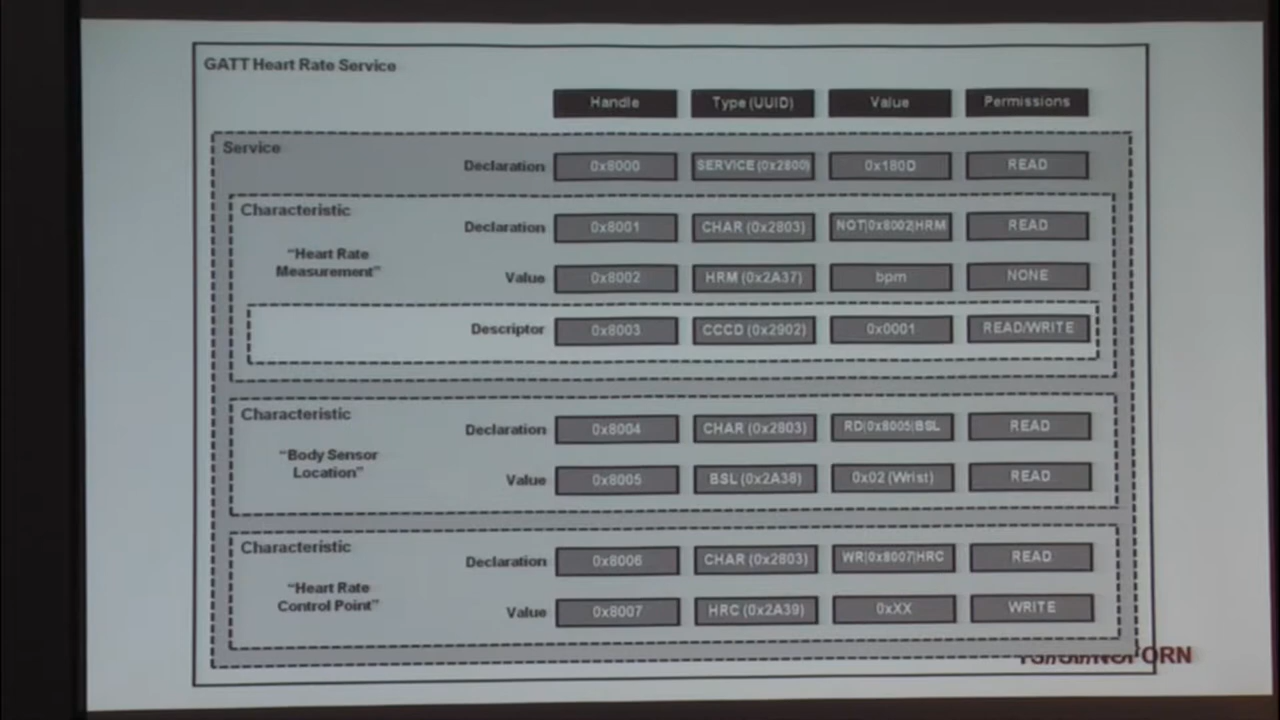 GATT Heart Rate Service
Handle Type (UUID) Value Permissions
Service
Declaration 0x8000 SERVICE (0x2800) 0x180D READ
Characteristic
Declaration 0x8001 CHAR (0x2803) NOT|0x8002|HRM READ
"Heart Rate
Measurement"
Value 0x8002 HRM (0x2A37) bpm NONE
Descriptor 0x8003 CCCD (0x2902) 0x0001 READ/WRITE
Characteristic
Declaration 0x8004 CHAR (0x2803) RD|0x8005|BSL READ
"Body Sensor
Location"
Value 0x8005 BSL (0x2A38) 0x02 (Wrist) READ
Characteristic
Declaration 0x8006 CHAR (0x2803) WR|0x8007|HRC READ
"Heart Rate
Control Point"
Value 0x8007 HRC (0x2A39) 0xXX WRITE